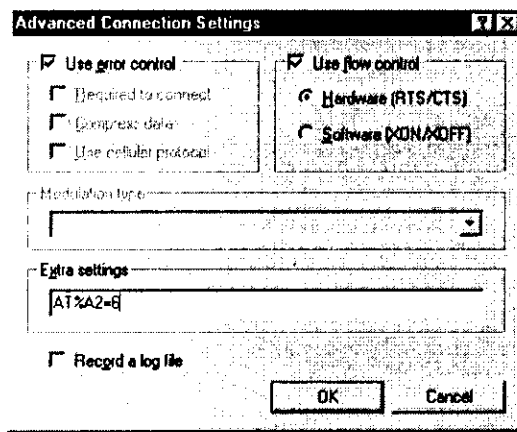 Advanced Connection Settings
Use error control
Required to connect
Compress data
Use cellular protocol
Use flow control
Hardware (RTS/CTS)
Software (XON/XOFF)
Modulation type
Extra settings
AT%A2=6
Record a log file
OK
Cancel